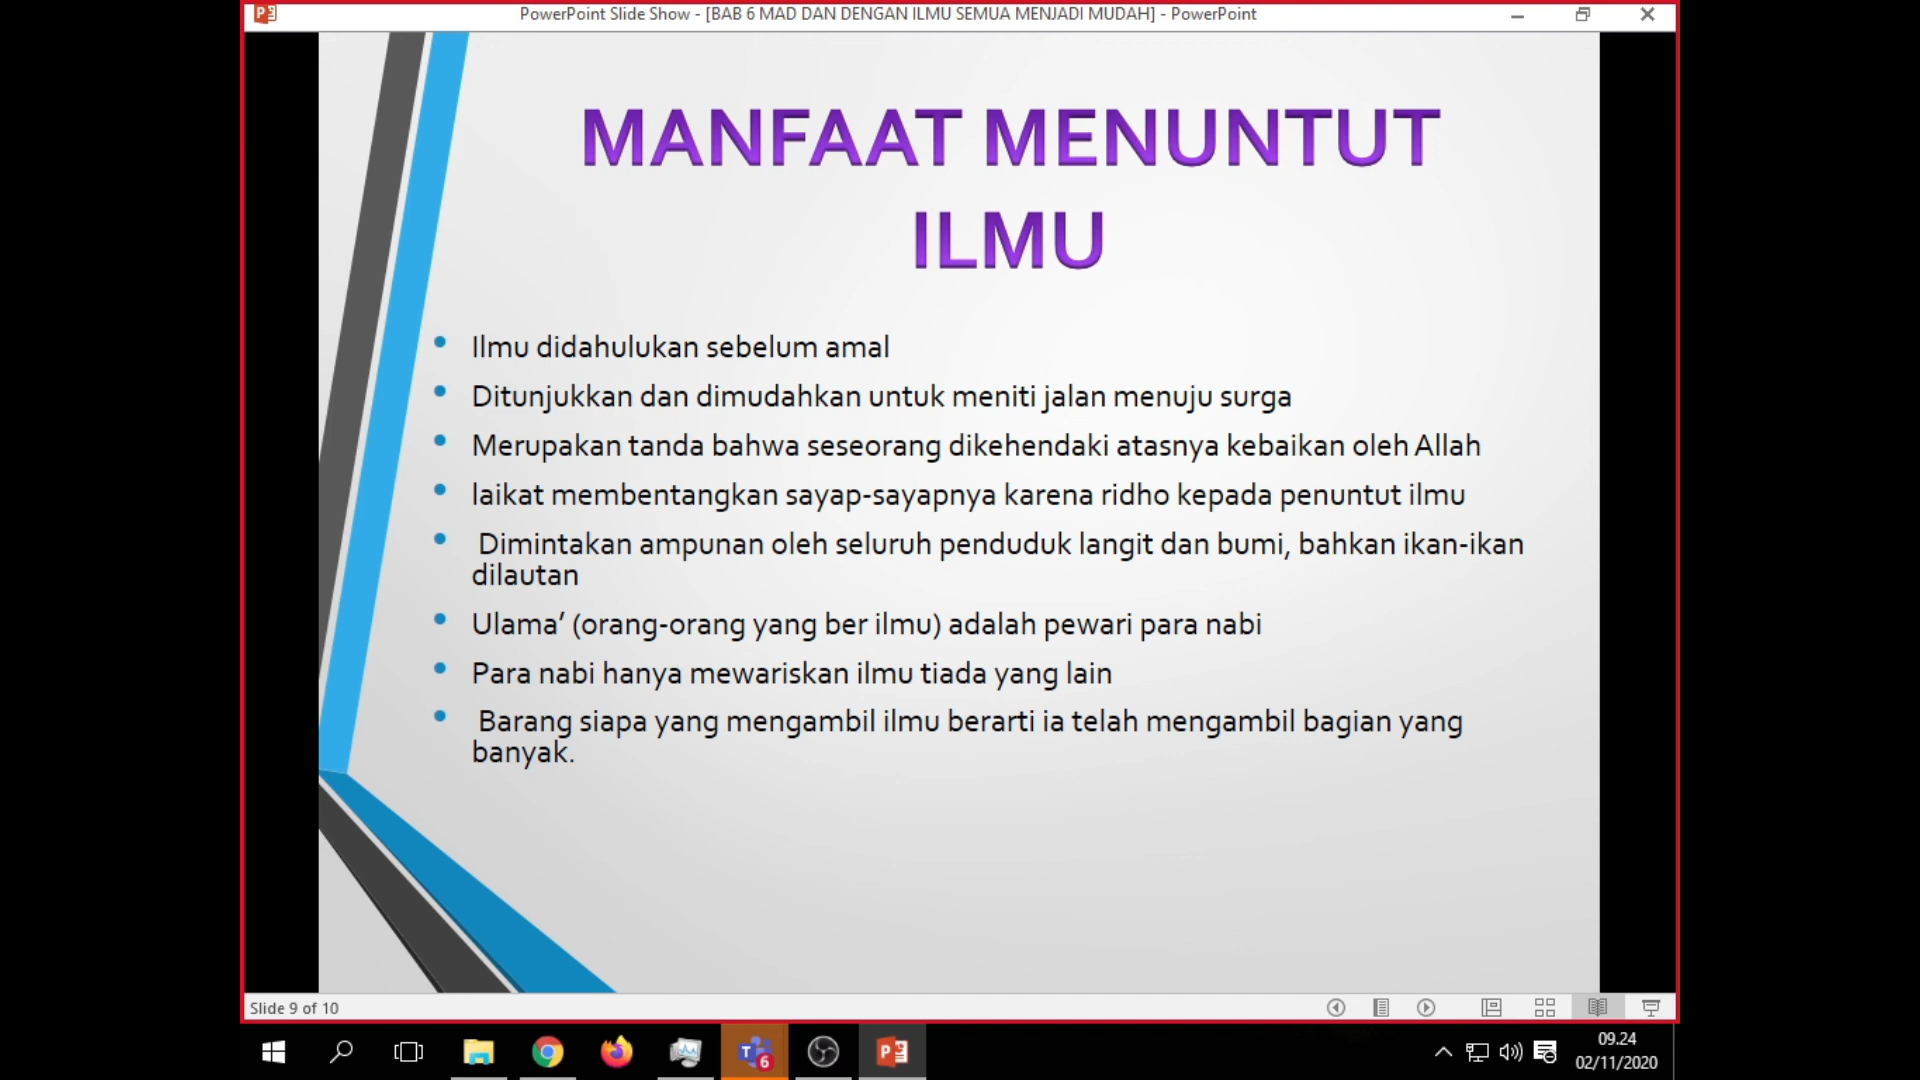 PowerPoint Slide Show - [BAB 6 MAD DAN DENGAN ILMU SEMUA MENJADI MUDAH] - PowerPoint
MANFAAT MENUNTUT
ILMU
• Ilmu didahulukan sebelum amal
• Ditunjukkan dan dimudahkan untuk meniti jalan menuju surga
• Merupakan tanda bahwa seseorang dikehendaki atasnya kebaikan oleh Allah
• laikat membentangkan sayap-sayapnya karena ridho kepada penuntut ilmu
• Dimintakan ampunan oleh seluruh penduduk langit dan bumi, bahkan ikan-ikan
dilautan
• Ulama’ (orang-orang yang ber ilmu) adalah pewari para nabi
• Para nabi hanya mewariskan ilmu tiada yang lain
• Barang siapa yang mengambil ilmu berarti ia telah mengambil bagian yang
banyak.
Slide 9 of 10
6
09.24
02/11/2020